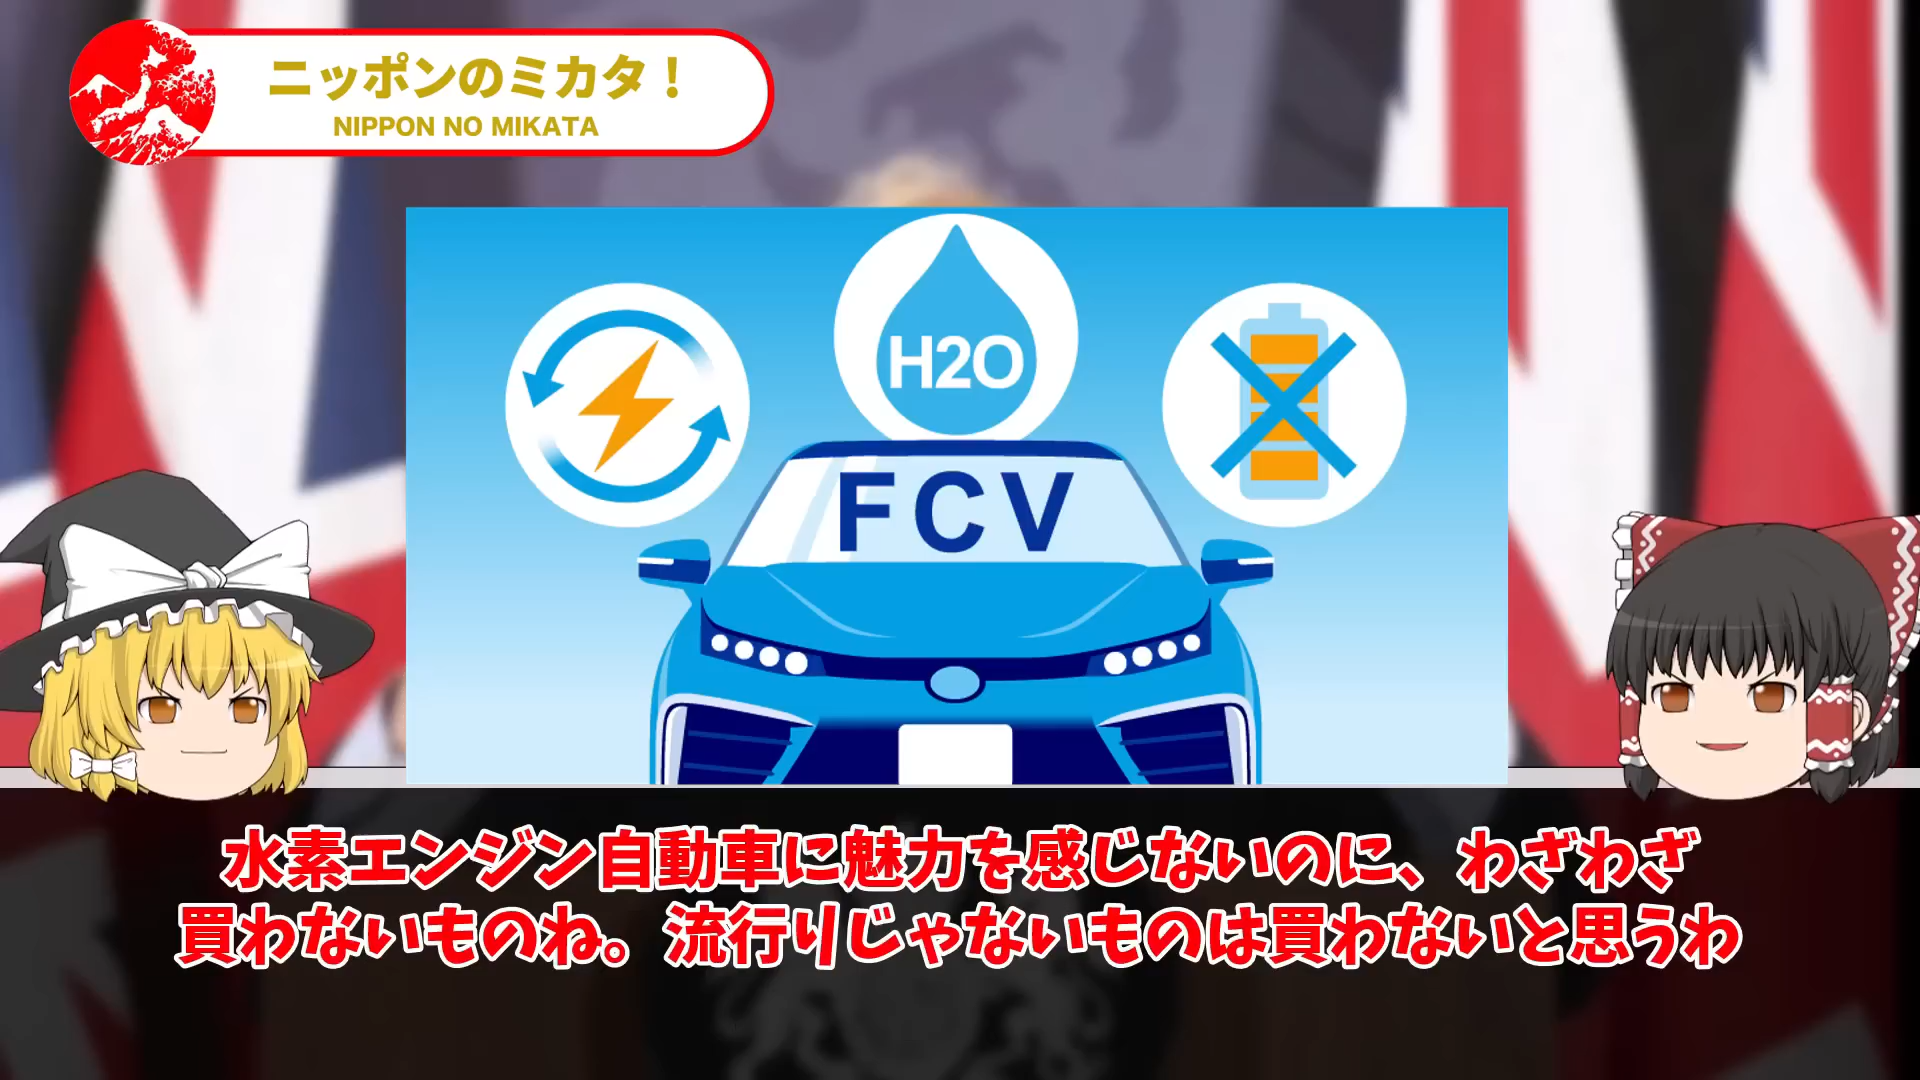 ニッポンのミカタ！
NIPPON NO MIKATA
H2O
FCV
水素エンジン自動車に魅力を感じないのに、わざわざ
買わないものね。流行りじゃないものは買わないと思うわ